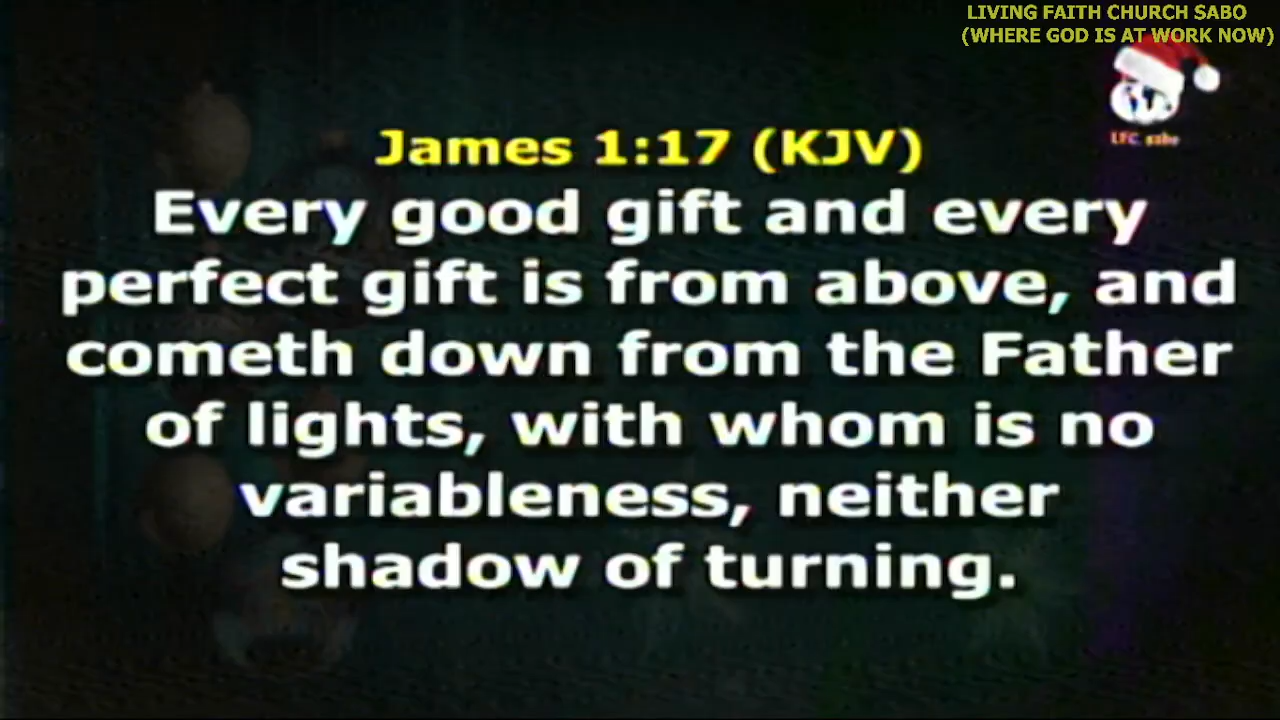 LIVING FAITH CHURCH SABO
(WHERE GOD IS AT WORK NOW)
LFC. sabo
James 1:17 (KJV)
Every good gift and every
perfect gift is from above, and
cometh down from the Father
of lights, with whom is no
variableness, neither
shadow of turning.